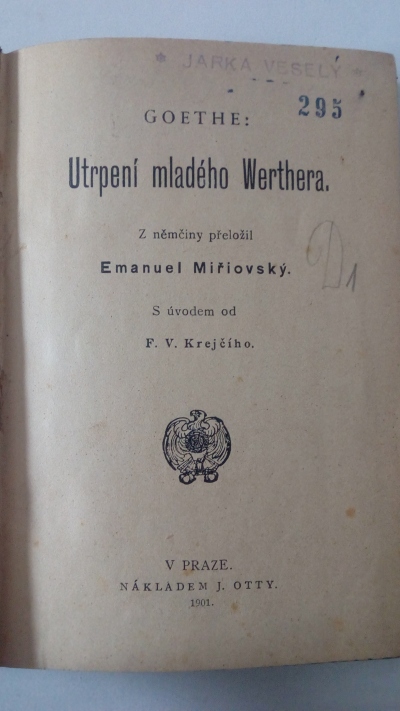 * JARKA VESELÝ *
295
GOETHE:
Utrpení mladého Werthera.
Z němčiny přeložil
Emanuel Miřiovský.
D1
S úvodem od
F. V. Krejčího.
V PRAZE.
NÁKLADEM J. OTTY.
1901.